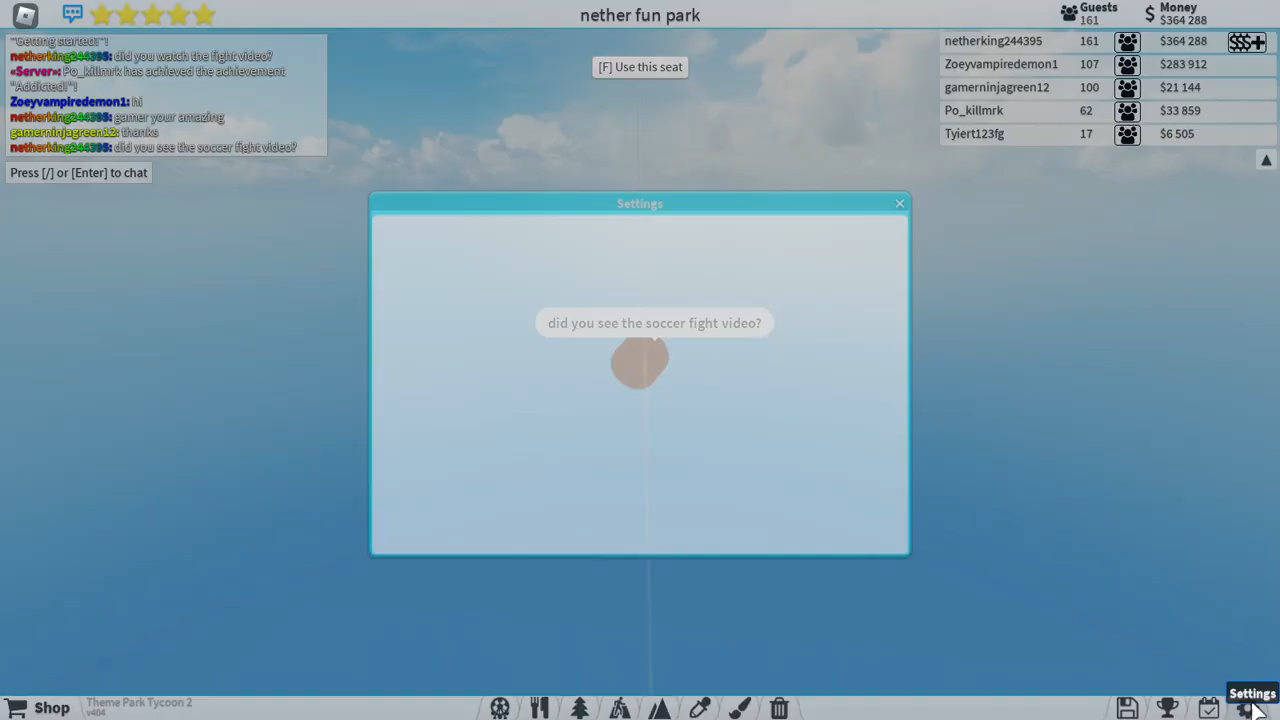 nether fun park
Guests
161
Money
$364 288
"Getting started!"!
netherking244395: did you watch the fight video?
«Server»: Po_killmrk has achieved the achievement
"Addicted!"!
Zoeyvampiredemon1: hi
netherking244395: gamer your amazing
gamerninjagreen12: thanks
netherking244395: did you see the soccer fight video?
Press [/] or [Enter] to chat
[F] Use this seat
netherking244395 161 $364 288 $$$+
Zoeyvampiredemon1 107 $283 912
gamerninjagreen12 100 $21 144
Po_killmrk 62 $33 859
Tyiert123fg 17 $6 505
Settings
did you see the soccer fight video?
Settings
Shop
Theme Park Tycoon 2
v404